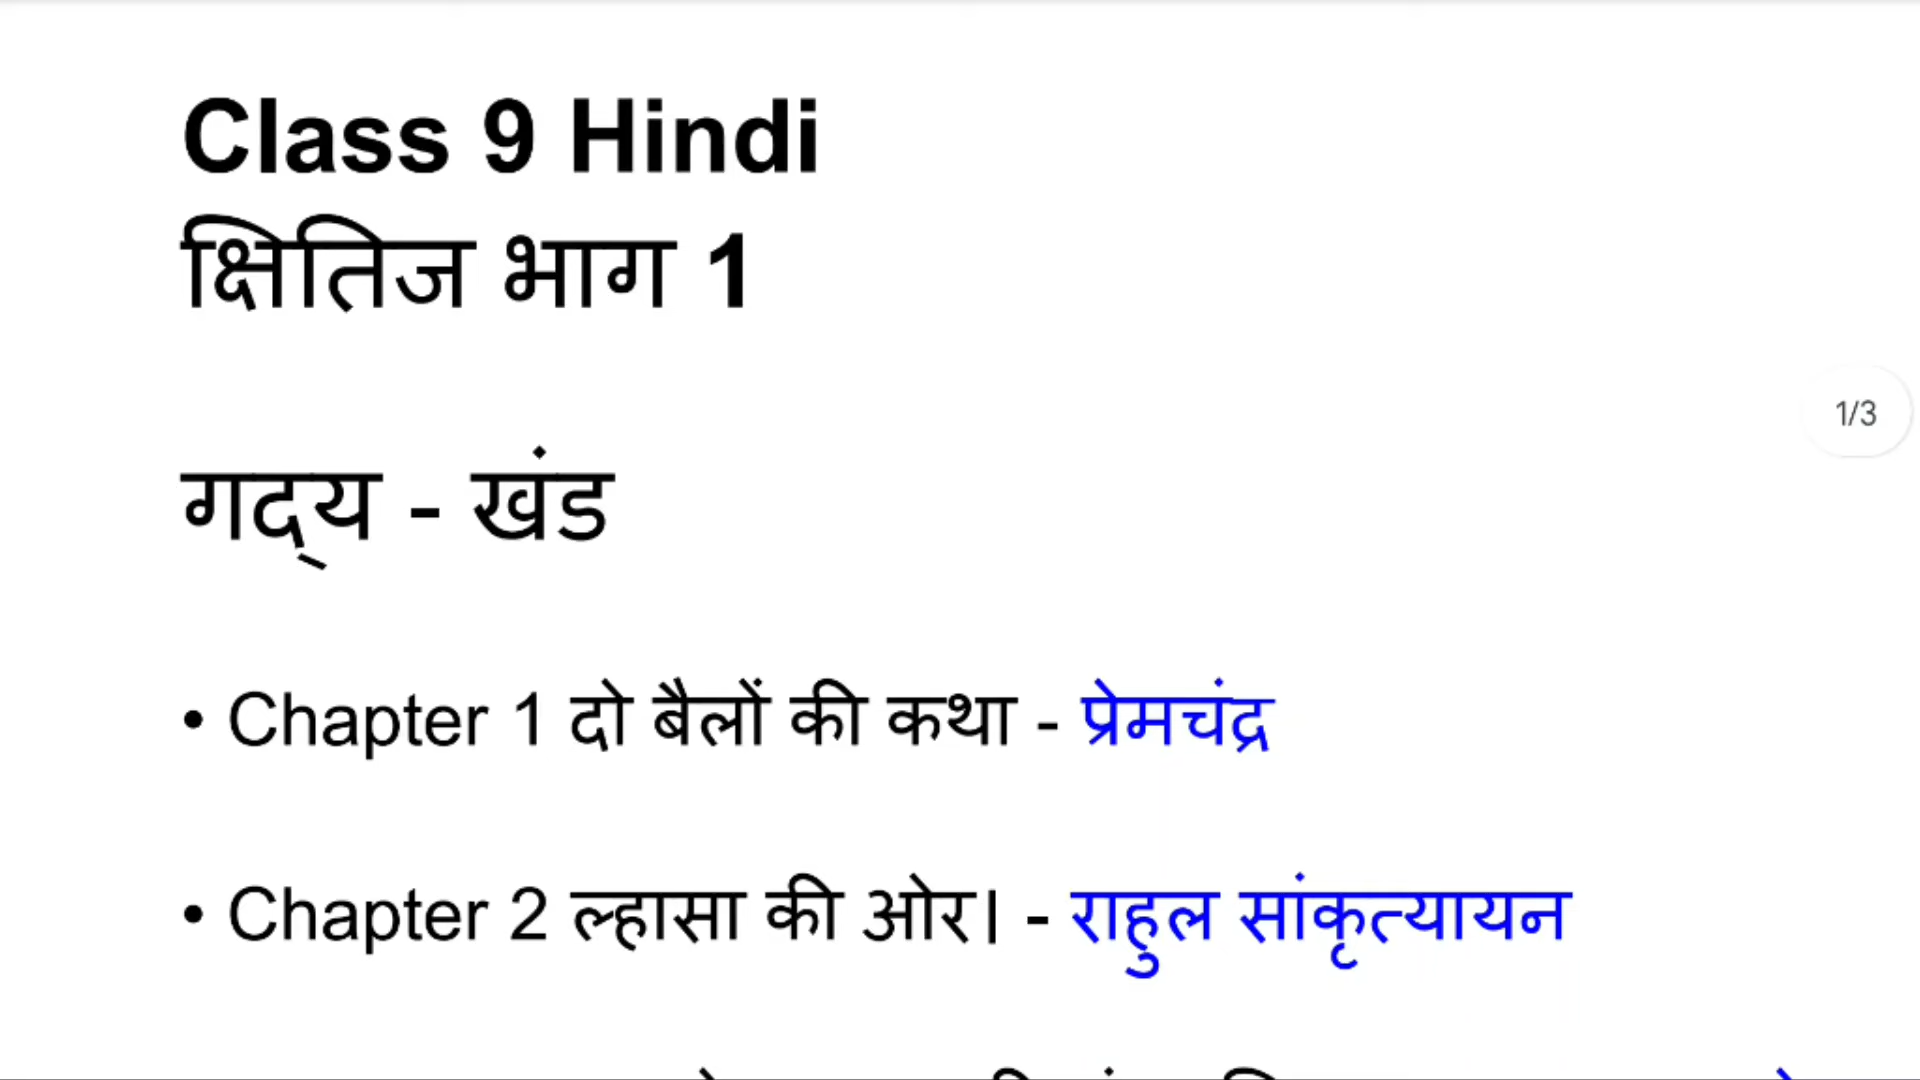 Class 9 Hindi
क्षितिज भाग 1
गद्य - खंड
1/3
• Chapter 1 दो बैलों की कथा - प्रेमचंद्र
• Chapter 2 ल्हासा की ओर। - राहुल सांकृत्यायन